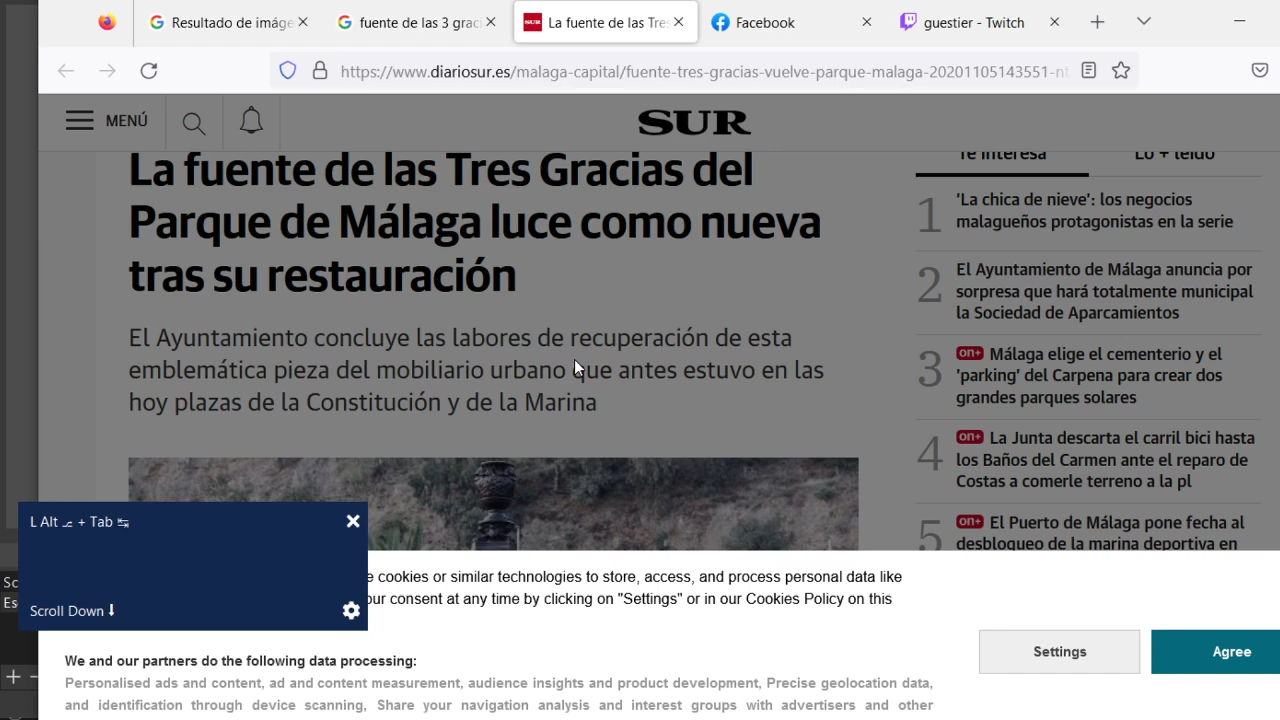 Resultado de imáge
fuente de las 3 graci
La fuente de las Tres
Facebook
guestier - Twitch
https://www.diariosur.es/malaga-capital/fuente-tres-gracias-vuelve-parque-malaga-20201105143551-nt
MENÚ
SUR
La fuente de las Tres Gracias del
Parque de Málaga luce como nueva
tras su restauración
El Ayuntamiento concluye las labores de recuperación de esta
emblemática pieza del mobiliario urbano que antes estuvo en las
hoy plazas de la Constitución y de la Marina
Te interesa
Lo + leído
1
'La chica de nieve': los negocios
malagueños protagonistas en la serie
2
El Ayuntamiento de Málaga anuncia por
sorpresa que hará totalmente municipal
la Sociedad de Aparcamientos
3
on+ Málaga elige el cementerio y el
'parking' del Carpena para crear dos
grandes parques solares
4
on+ La Junta descarta el carril bici hasta
los Baños del Carmen ante el reparo de
Costas a comerle terreno a la pl
5
on+ El Puerto de Málaga pone fecha al
desbloqueo de la marina deportiva en
L Alt + Tab
Scroll Down
Sc
Es
e cookies or similar technologies to store, access, and process personal data like
our consent at any time by clicking on "Settings" or in our Cookies Policy on this
We and our partners do the following data processing:
Personalised ads and content, ad and content measurement, audience insights and product development, Precise geolocation data,
and identification through device scanning, Share your navigation analysis and interest groups with advertisers and other
Settings
Agree